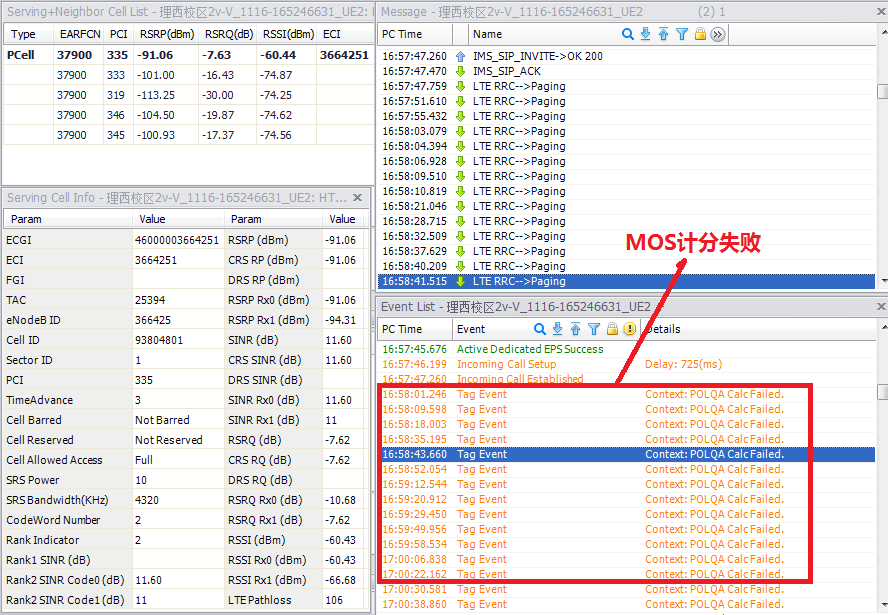 Serving+Neighbor Cell List - 理西校区2v-V_1116-165246631_UE2:
Type EARFCN PCI RSRP(dBm) RSRQ(dB) RSSI(dBm) ECI
PCell 37900 335 -91.06 -7.63 -60.44 3664251
37900 333 -101.00 -16.43 -74.87
37900 319 -113.25 -30.00 -74.25
37900 346 -104.50 -19.87 -74.62
37900 345 -100.93 -17.37 -74.56
Serving Cell Info - 理西校区2v-V_1116-165246631_UE2: HT...
Param Value Param Value
ECGI 46000003664251 RSRP (dBm) -91.06
ECI 3664251 CRS RP (dBm) -91.06
FGI DRS RP (dBm)
TAC 25394 RSRP Rx0 (dBm) -91.06
eNodeB ID 366425 RSRP Rx1 (dBm) -94.31
Cell ID 93804801 SINR (dB) 11.60
Sector ID 1 CRS SINR (dB) 11.60
PCI 335 DRS SINR (dB)
TimeAdvance 3 SINR Rx0 (dB) 11.60
Cell Barred Not Barred SINR Rx1 (dB) 11
Cell Reserved Not Reserved RSRQ (dB) -7.62
Cell Allowed Access Full CRS RQ (dB) -7.62
SRS Power 10 DRS RQ (dB)
SRS Bandwidth(KHz) 4320 RSRQ Rx0 (dB) -10.68
CodeWord Number 2 RSRQ Rx1 (dB) -7.62
Rank Indicator 2 RSSI (dBm) -60.43
Rank1 SINR (dB) RSSI Rx0 (dBm) -60.43
Rank2 SINR Code0 (dB) 11.60 RSSI Rx1 (dBm) -66.68
Rank2 SINR Code1 (dB) 11 LTE Pathloss 106
Message - 理西校区2v-V_1116-165246631_UE2 (2) 1
PC Time Name
16:57:47.260 IMS_SIP_INVITE->OK 200
16:57:47.470 IMS_SIP_ACK
16:57:47.759 LTE RRC-->Paging
16:57:51.610 LTE RRC-->Paging
16:57:55.432 LTE RRC-->Paging
16:58:03.079 LTE RRC-->Paging
16:58:04.394 LTE RRC-->Paging
16:58:06.928 LTE RRC-->Paging
16:58:09.510 LTE RRC-->Paging
16:58:10.819 LTE RRC-->Paging
16:58:21.046 LTE RRC-->Paging
16:58:28.715 LTE RRC-->Paging
16:58:32.509 LTE RRC-->Paging
16:58:37.629 LTE RRC-->Paging
16:58:40.209 LTE RRC-->Paging
16:58:41.515 LTE RRC-->Paging
MOS计分失败
Event List - 理西校区2v-V_1116-165246631_UE2
PC Time Event Details
16:57:45.676 Active Dedicated EPS Success
16:57:46.199 Incoming Call Setup Delay: 725(ms)
16:57:47.260 Incoming Call Established
16:58:01.246 Tag Event Context: POLQA Calc Failed.
16:58:09.598 Tag Event Context: POLQA Calc Failed.
16:58:18.003 Tag Event Context: POLQA Calc Failed.
16:58:35.195 Tag Event Context: POLQA Calc Failed.
16:58:43.660 Tag Event Context: POLQA Calc Failed.
16:58:52.054 Tag Event Context: POLQA Calc Failed.
16:59:12.544 Tag Event Context: POLQA Calc Failed.
16:59:20.912 Tag Event Context: POLQA Calc Failed.
16:59:29.450 Tag Event Context: POLQA Calc Failed.
16:59:49.956 Tag Event Context: POLQA Calc Failed.
16:59:58.534 Tag Event Context: POLQA Calc Failed.
17:00:06.838 Tag Event Context: POLQA Calc Failed.
17:00:22.162 Tag Event Context: POLQA Calc Failed.
17:00:30.581 Tag Event Context: POLQA Calc Failed.
17:00:38.860 Tag Event Context: POLQA Calc Failed.